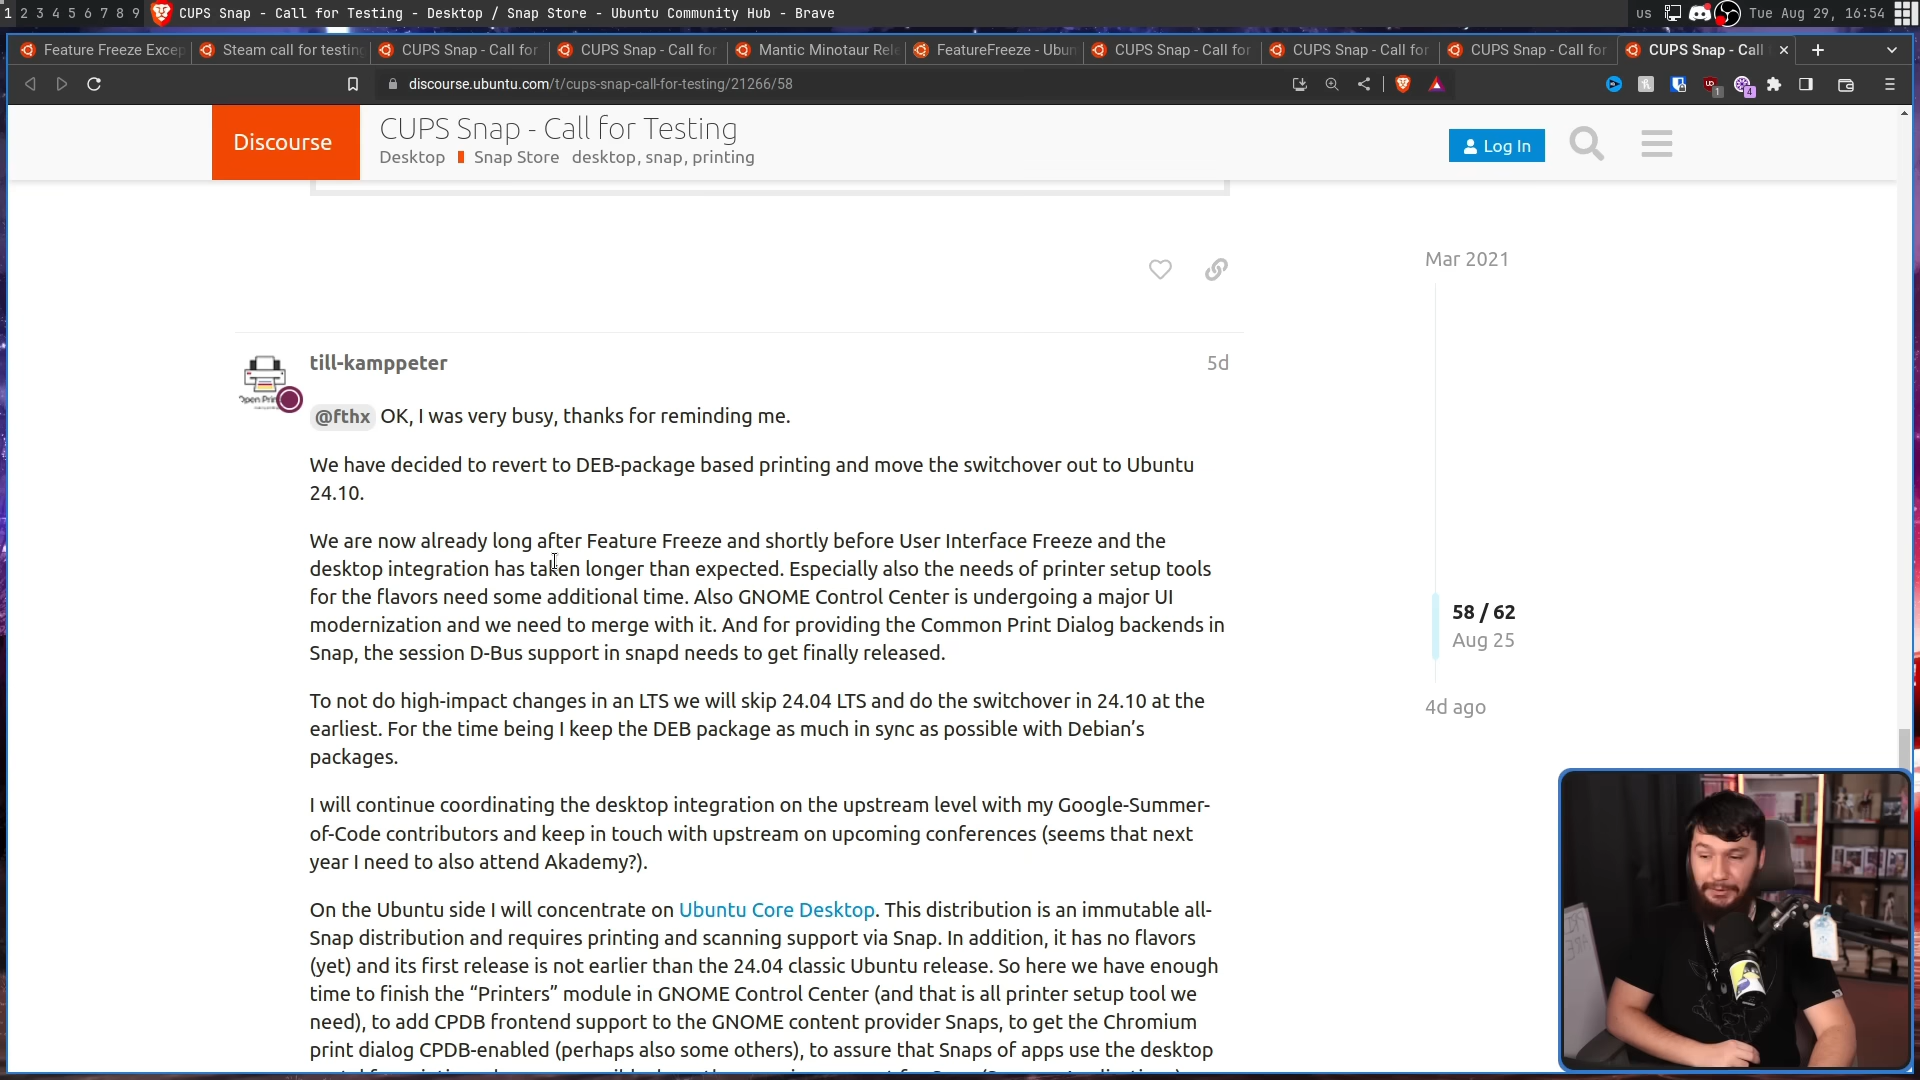 1 2 3 4 5 6 7 8 9 CUPS Snap - Call for Testing - Desktop / Snap Store - Ubuntu Community Hub - Brave us Tue Aug 29, 16:54
Feature Freeze Excep Steam call for testin CUPS Snap - Call for CUPS Snap - Call for Mantic Minotaur Rel FeatureFreeze - Ubun CUPS Snap - Call for CUPS Snap - Call for CUPS Snap - Call for CUPS Snap - Call
discourse.ubuntu.com/t/cups-snap-call-for-testing/21266/58
Discourse
CUPS Snap - Call for Testing
Desktop Snap Store desktop, snap, printing
Log In
Mar 2021
till-kamppeter 5d
@fthx OK, I was very busy, thanks for reminding me.
We have decided to revert to DEB-package based printing and move the switchover out to Ubuntu
24.10.
We are now already long after Feature Freeze and shortly before User Interface Freeze and the
desktop integration has taken longer than expected. Especially also the needs of printer setup tools
for the flavors need some additional time. Also GNOME Control Center is undergoing a major UI
modernization and we need to merge with it. And for providing the Common Print Dialog backends in
Snap, the session D-Bus support in snapd needs to get finally released.
To not do high-impact changes in an LTS we will skip 24.04 LTS and do the switchover in 24.10 at the
earliest. For the time being I keep the DEB package as much in sync as possible with Debian’s
packages.
I will continue coordinating the desktop integration on the upstream level with my Google-Summer-
of-Code contributors and keep in touch with upstream on upcoming conferences (seems that next
year I need to also attend Akademy?).
On the Ubuntu side I will concentrate on Ubuntu Core Desktop. This distribution is an immutable all-
Snap distribution and requires printing and scanning support via Snap. In addition, it has no flavors
(yet) and its first release is not earlier than the 24.04 classic Ubuntu release. So here we have enough
time to finish the “Printers” module in GNOME Control Center (and that is all printer setup tool we
need), to add CPDB frontend support to the GNOME content provider Snaps, to get the Chromium
print dialog CPDB-enabled (perhaps also some others), to assure that Snaps of apps use the desktop
58 / 62
Aug 25
4d ago